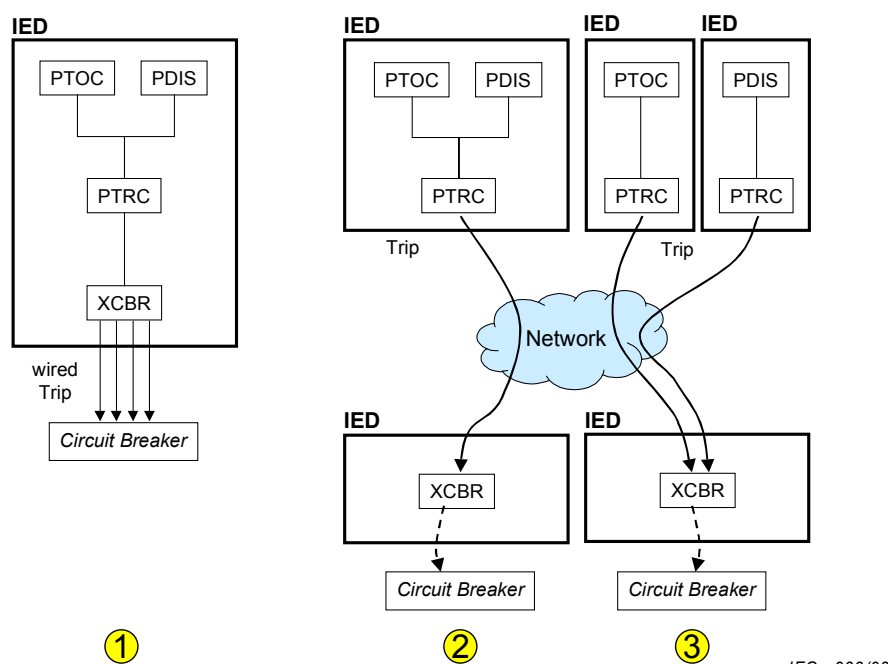 IED
PTOC
PDIS
PTRC
XCBR
wired
Trip
Circuit Breaker
1
IED
PTOC
PDIS
PTRC
Trip
IED
PTOC
PTRC
IED
PDIS
PTRC
Trip
Network
IED
XCBR
Circuit Breaker
2
IED
XCBR
Circuit Breaker
3